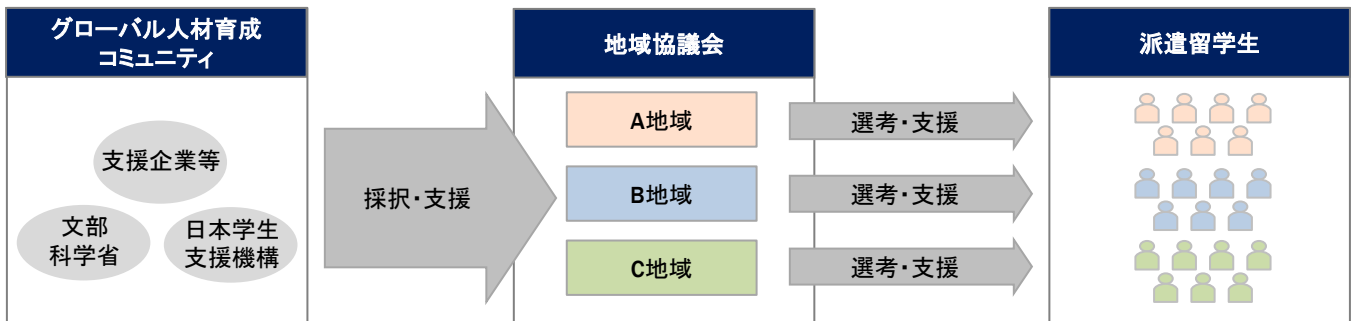 グローバル人材育成
コミュニティ
支援企業等
文部
科学省
日本学生
支援機構
採択・支援
地域協議会
A地域
B地域
C地域
選考・支援
選考・支援
選考・支援
派遣留学生